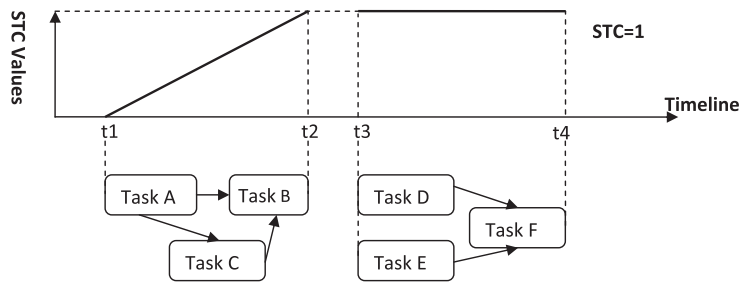 STC Values
STC=1
Timeline
t1
t2
t3
t4
Task A
Task B
Task D
Task F
Task C
Task E